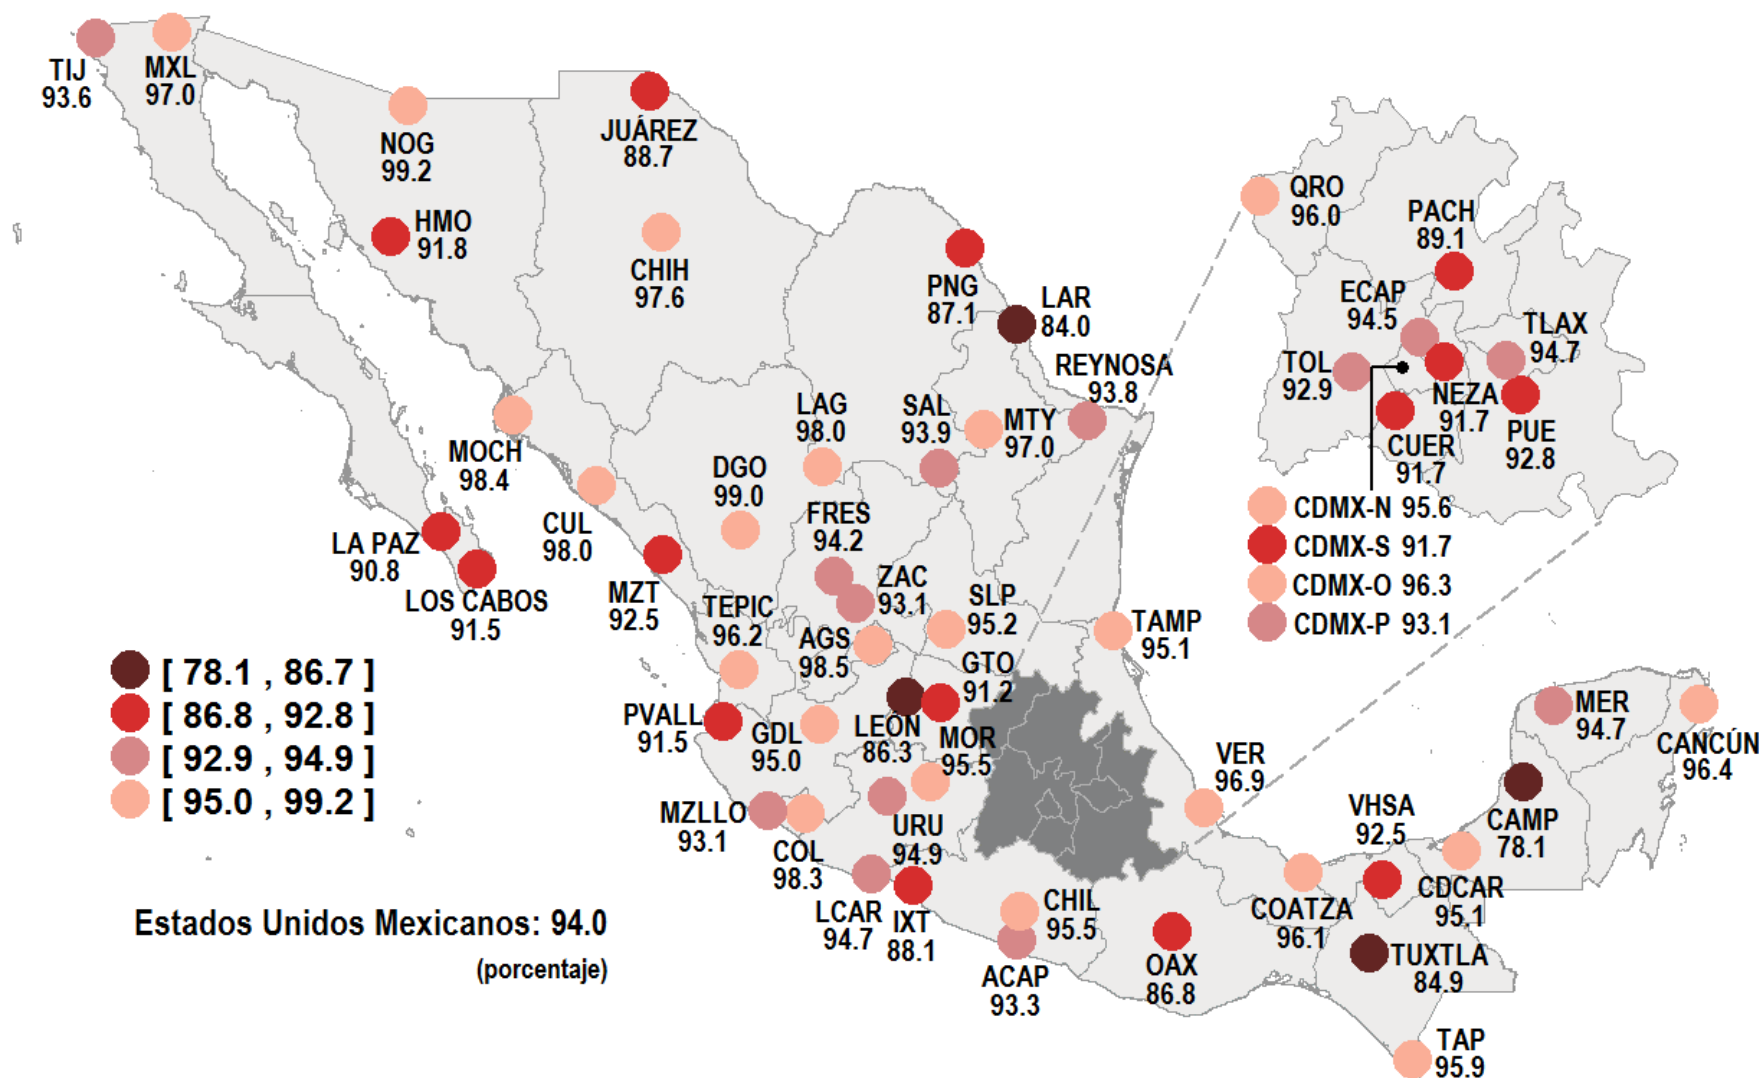 TIJ
93.6
MXL
97.0
NOG
99.2
JUÁREZ
88.7
HMO
91.8
CHIH
97.6
PNG
87.1
LAR
84.0
REYNOSA
93.8
MOCH
98.4
LAG
98.0
SAL
93.9
MTY
97.0
DGO
99.0
CUL
98.0
FRES
94.2
LA PAZ
90.8
LOS CABOS
91.5
MZT
92.5
ZAC
93.1
TEPIC
96.2
SLP
95.2
TAMP
95.1
AGS
98.5
GTO
91.2
PVALL
91.5
GDL
95.0
LEÓN
86.3
MOR
95.5
MZLLO
93.1
COL
98.3
URU
94.9
LCAR
94.7
IXT
88.1
CHIL
95.5
ACAP
93.3
OAX
86.8
VER
96.9
COATZA
96.1
VHSA
92.5
CDCAR
95.1
TUXTLA
84.9
TAP
95.9
CAMP
78.1
MER
94.7
CANCÚN
96.4
QRO
96.0
PACH
89.1
ECAP
94.5
TLAX
94.7
TOL
92.9
NEZA
91.7
CUER
91.7
PUE
92.8
CDMX-N 95.6
CDMX-S 91.7
CDMX-O 96.3
CDMX-P 93.1
[ 78.1 , 86.7 ]
[ 86.8 , 92.8 ]
[ 92.9 , 94.9 ]
[ 95.0 , 99.2 ]
Estados Unidos Mexicanos: 94.0
(porcentaje)